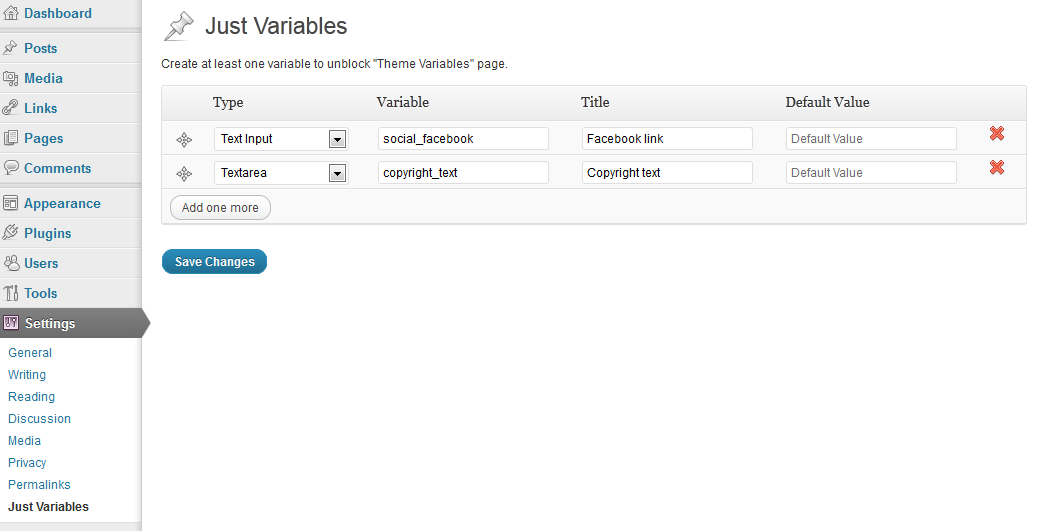 Dashboard
Posts
Media
Links
Pages
Comments
Appearance
Plugins
Users
Tools
Settings
General
Writing
Reading
Discussion
Media
Privacy
Permalinks
Just Variables
Just Variables
Create at least one variable to unblock "Theme Variables" page.
Type Variable Title Default Value
Text Input social_facebook Facebook link Default Value
Textarea copyright_text Copyright text Default Value
Add one more
Save Changes